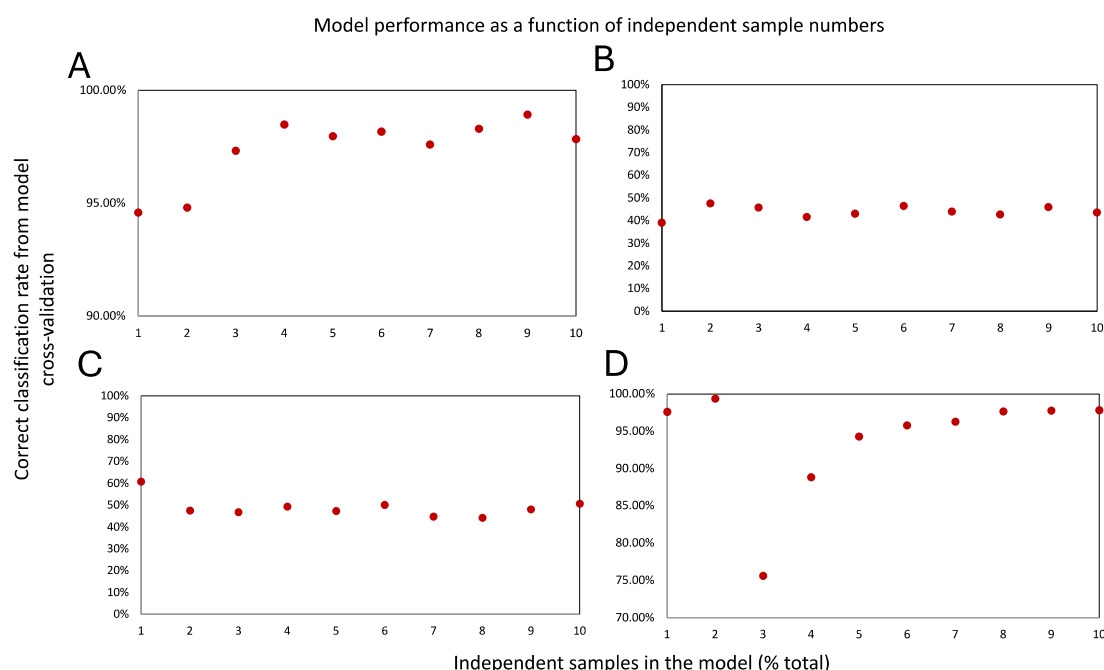 Model performance as a function of independent sample numbers
A
100.00%
95.00%
90.00%
1 2 3 4 5 6 7 8 9 10
B
100%
90%
80%
70%
60%
50%
40%
30%
20%
10%
0%
1 2 3 4 5 6 7 8 9 10
Correct classification rate from model
cross-validation
C
100%
90%
80%
70%
60%
50%
40%
30%
20%
10%
0%
1 2 3 4 5 6 7 8 9 10
D
100.00%
95.00%
90.00%
85.00%
80.00%
75.00%
70.00%
1 2 3 4 5 6 7 8 9 10
Independent samples in the model (% total)